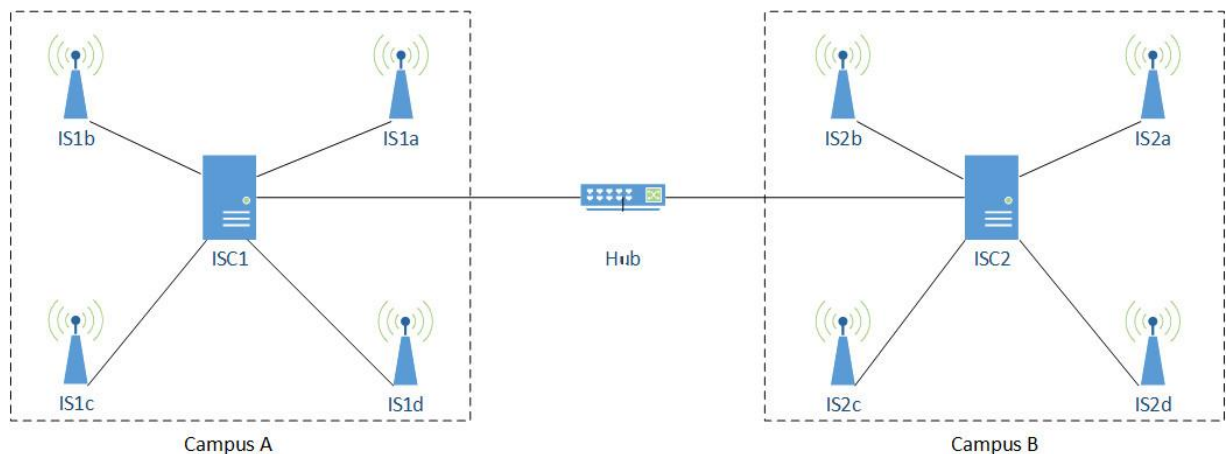 IS1b
IS1a
IS2b
IS2a
ISC1
Hub
ISC2
IS1c
IS1d
IS2c
IS2d
Campus A
Campus B